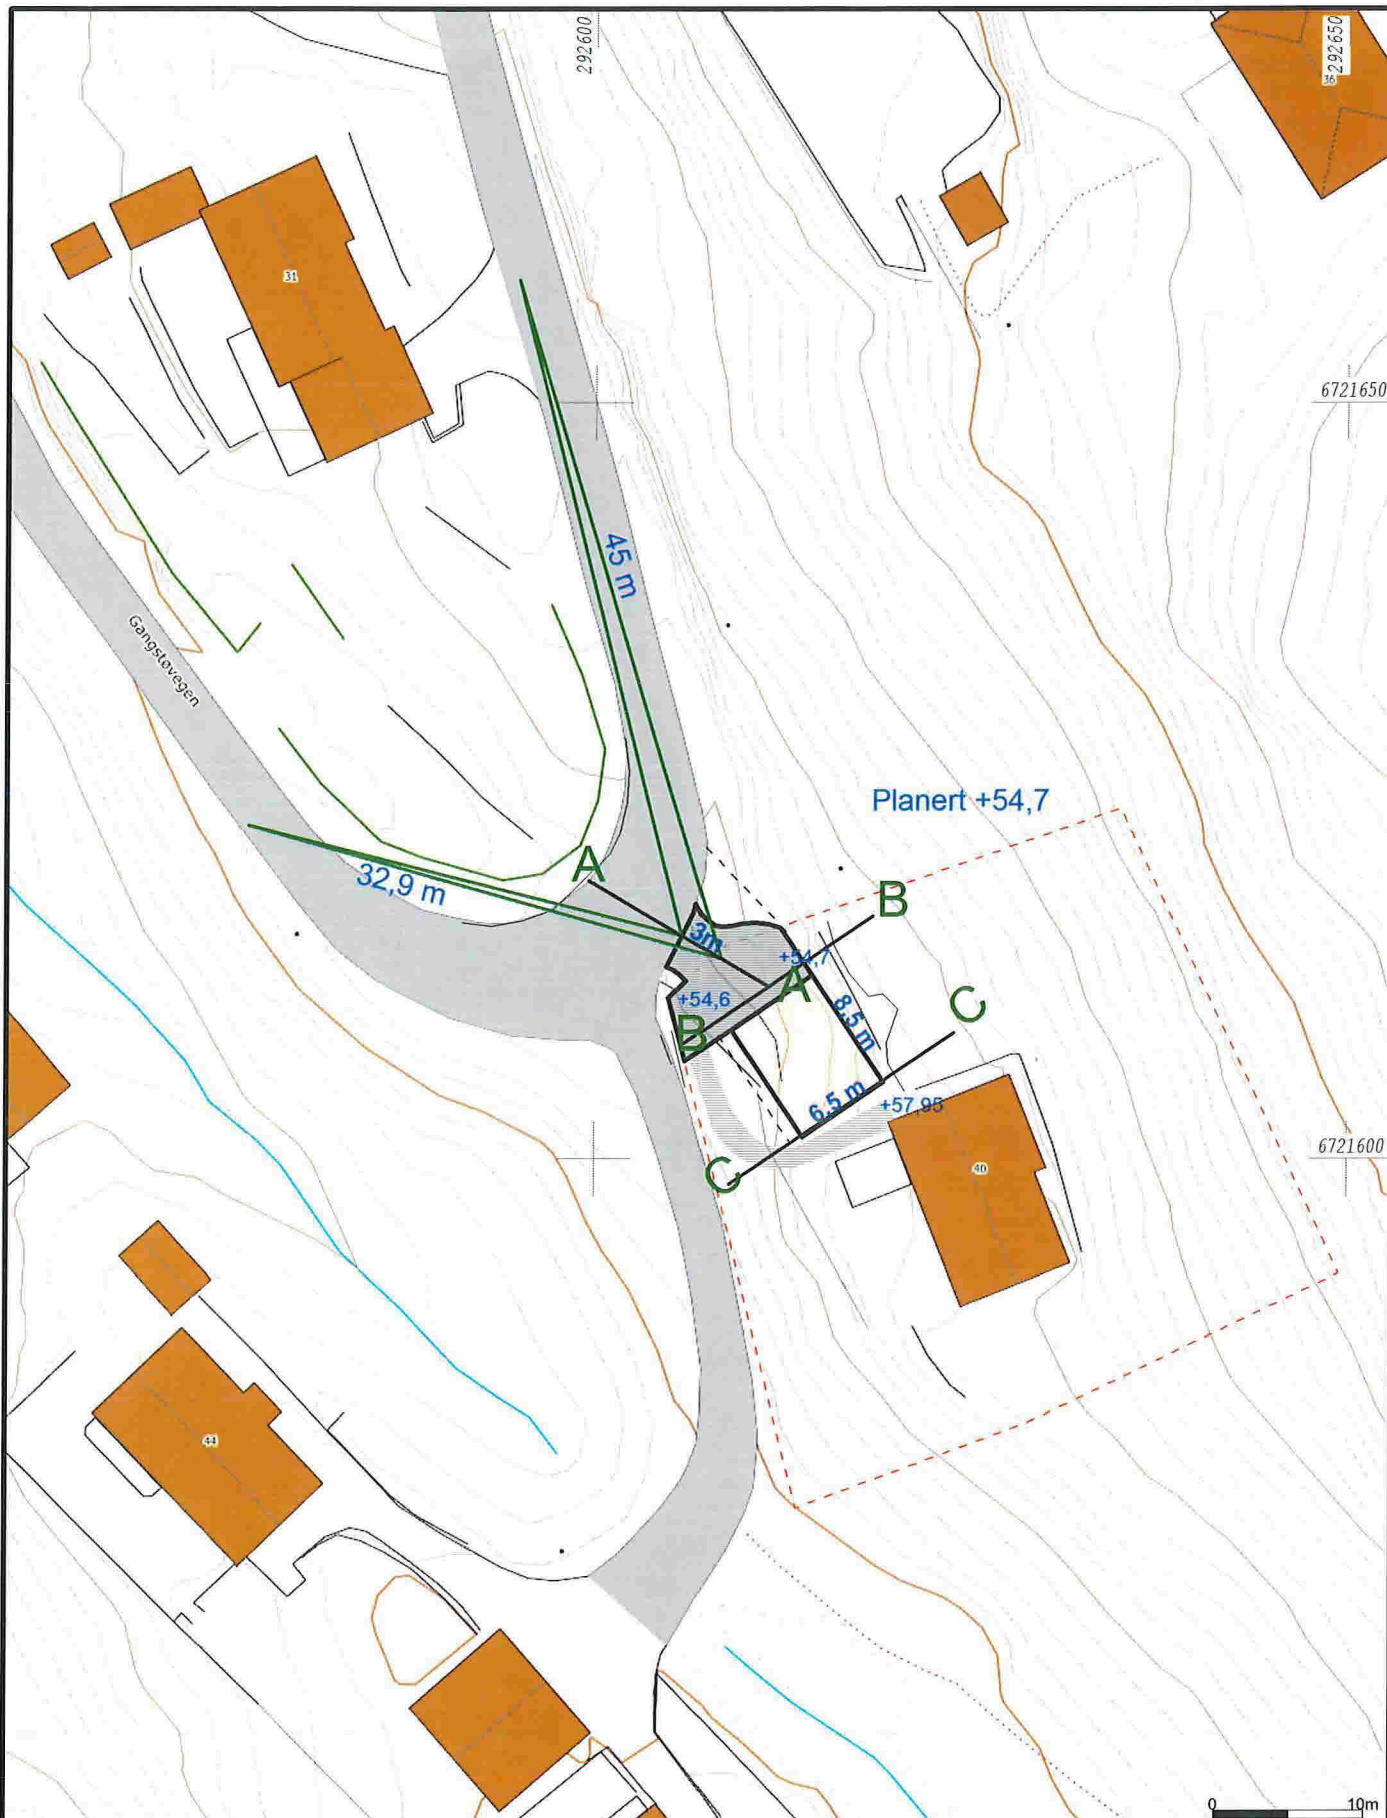 292600
292650
36
31
6721650
45 m
Gangstøvegen
Planert +54,7
A
32,9 m
B
3m
+54,7
A
+54,6
8,5 m
C
B
6,5 m
+57,95
6721600
C
40
44
0 10m